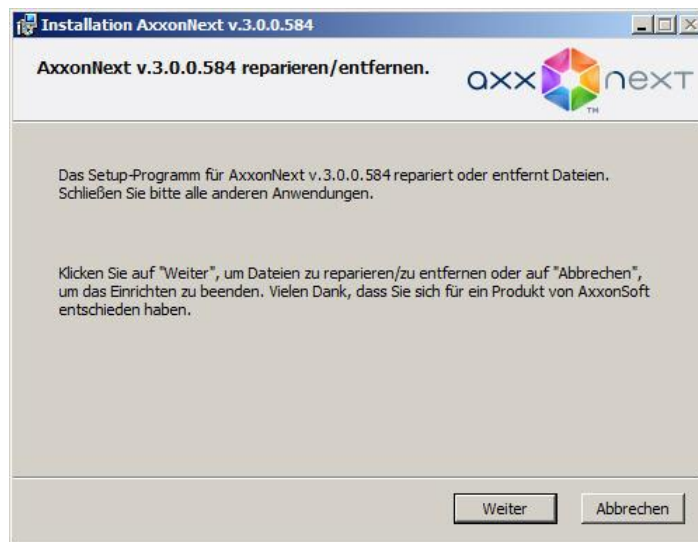 Installation AxxonNext v.3.0.0.584
AxxonNext v.3.0.0.584 reparieren/entfernen.
axx next
TM
Das Setup-Programm für AxxonNext v.3.0.0.584 repariert oder entfernt Dateien.
Schließen Sie bitte alle anderen Anwendungen.
Klicken Sie auf "Weiter", um Dateien zu reparieren/zu entfernen oder auf "Abbrechen",
um das Einrichten zu beenden. Vielen Dank, dass Sie sich für ein Produkt von AxxonSoft
entschieden haben.
Weiter
Abbrechen